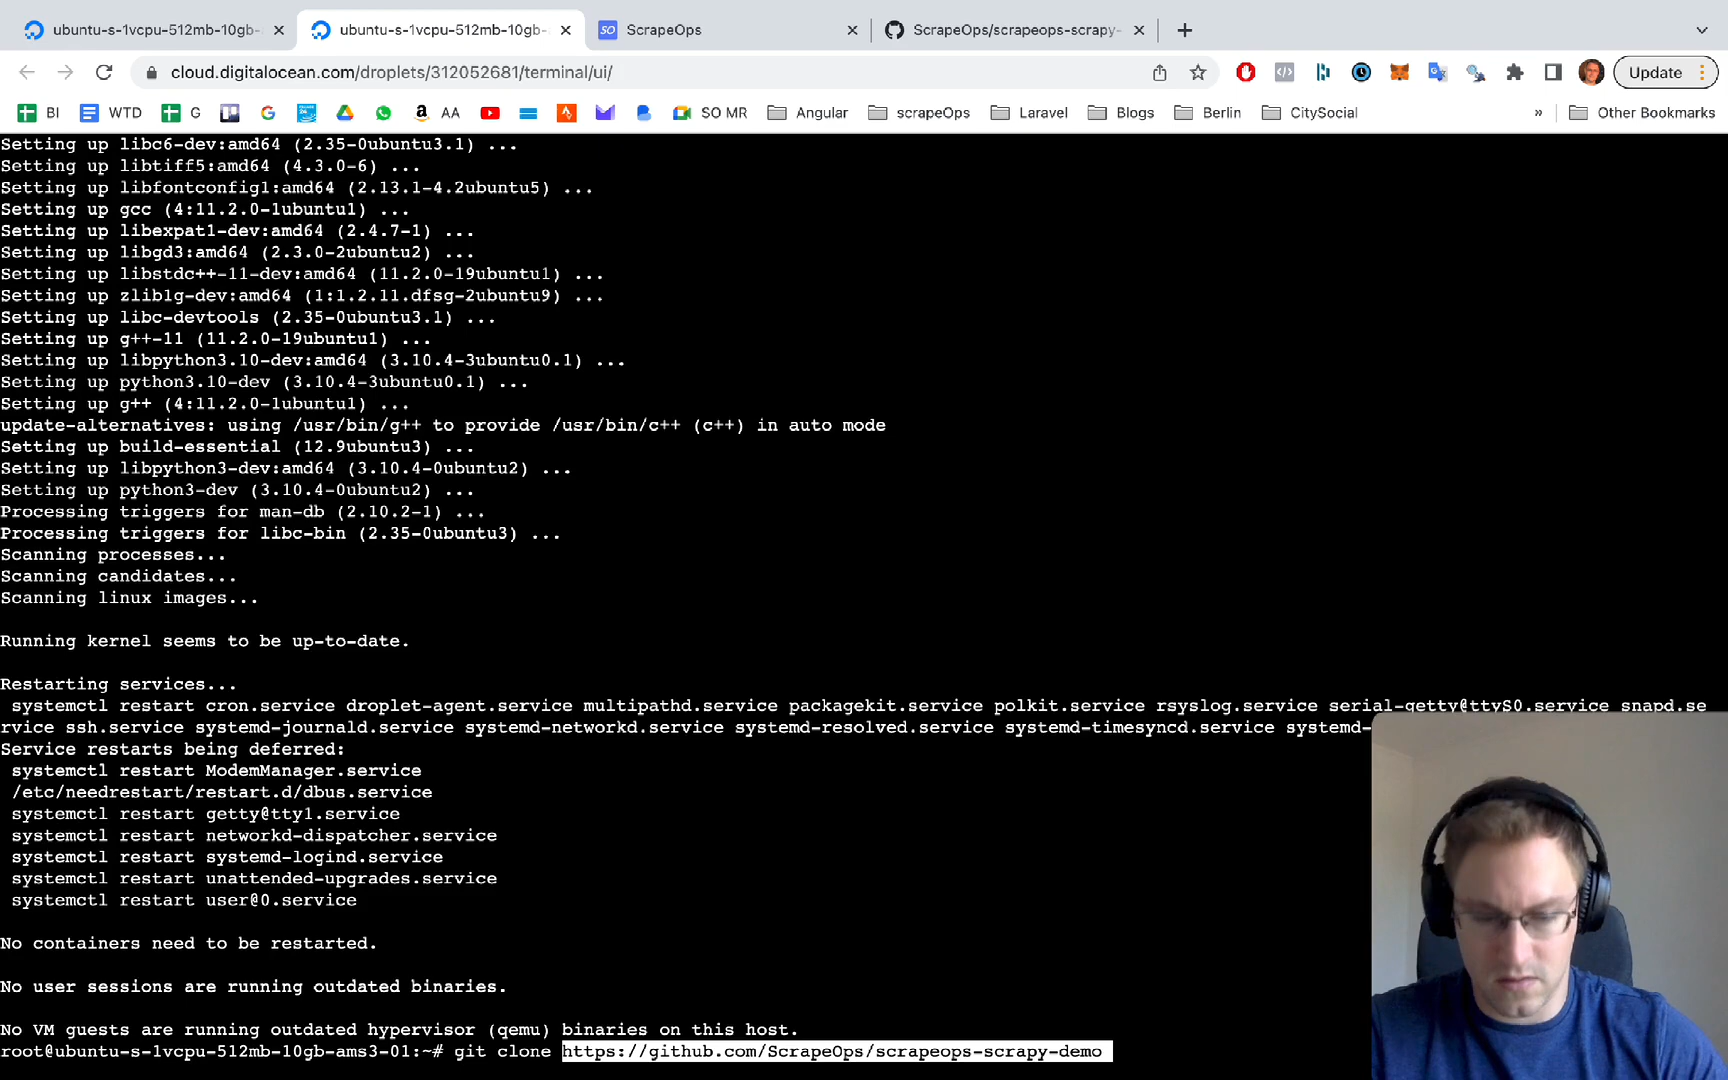 ubuntu-s-1vcpu-512mb-10gb-
ubuntu-s-1vcpu-512mb-10gb-
SO ScrapeOps
ScrapeOps/scrapeops-scrapy-
cloud.digitalocean.com/droplets/312052681/terminal/ui/
Update
BI WTD G AA SO MR Angular scrapeOps Laravel Blogs Berlin CitySocial » Other Bookmarks
Setting up libc6-dev:amd64 (2.35-0ubuntu3.1) ...
Setting up libtiff5:amd64 (4.3.0-6) ...
Setting up libfontconfig1:amd64 (2.13.1-4.2ubuntu5) ...
Setting up gcc (4:11.2.0-1ubuntu1) ...
Setting up libexpat1-dev:amd64 (2.4.7-1) ...
Setting up libgd3:amd64 (2.3.0-2ubuntu2) ...
Setting up libstdc++-11-dev:amd64 (11.2.0-19ubuntu1) ...
Setting up zlib1g-dev:amd64 (1:1.2.11.dfsg-2ubuntu9) ...
Setting up libc-devtools (2.35-0ubuntu3.1) ...
Setting up g++-11 (11.2.0-19ubuntu1) ...
Setting up libpython3.10-dev:amd64 (3.10.4-3ubuntu0.1) ...
Setting up python3.10-dev (3.10.4-3ubuntu0.1) ...
Setting up g++ (4:11.2.0-1ubuntu1) ...
update-alternatives: using /usr/bin/g++ to provide /usr/bin/c++ (c++) in auto mode
Setting up build-essential (12.9ubuntu3) ...
Setting up libpython3-dev:amd64 (3.10.4-0ubuntu2) ...
Setting up python3-dev (3.10.4-0ubuntu2) ...
Processing triggers for man-db (2.10.2-1) ...
Processing triggers for libc-bin (2.35-0ubuntu3) ...
Scanning processes...
Scanning candidates...
Scanning linux images...
Running kernel seems to be up-to-date.
Restarting services...
systemctl restart cron.service droplet-agent.service multipathd.service packagekit.service polkit.service rsyslog.service serial-getty@ttyS0.service snapd.se
rvice ssh.service systemd-journald.service systemd-networkd.service systemd-resolved.service systemd-timesyncd.service systemd-
Service restarts being deferred:
systemctl restart ModemManager.service
/etc/needrestart/restart.d/dbus.service
systemctl restart getty@tty1.service
systemctl restart networkd-dispatcher.service
systemctl restart systemd-logind.service
systemctl restart unattended-upgrades.service
systemctl restart user@0.service
No containers need to be restarted.
No user sessions are running outdated binaries.
No VM guests are running outdated hypervisor (qemu) binaries on this host.
root@ubuntu-s-1vcpu-512mb-10gb-ams3-01:~# git clone https://github.com/ScrapeOps/scrapeops-scrapy-demo